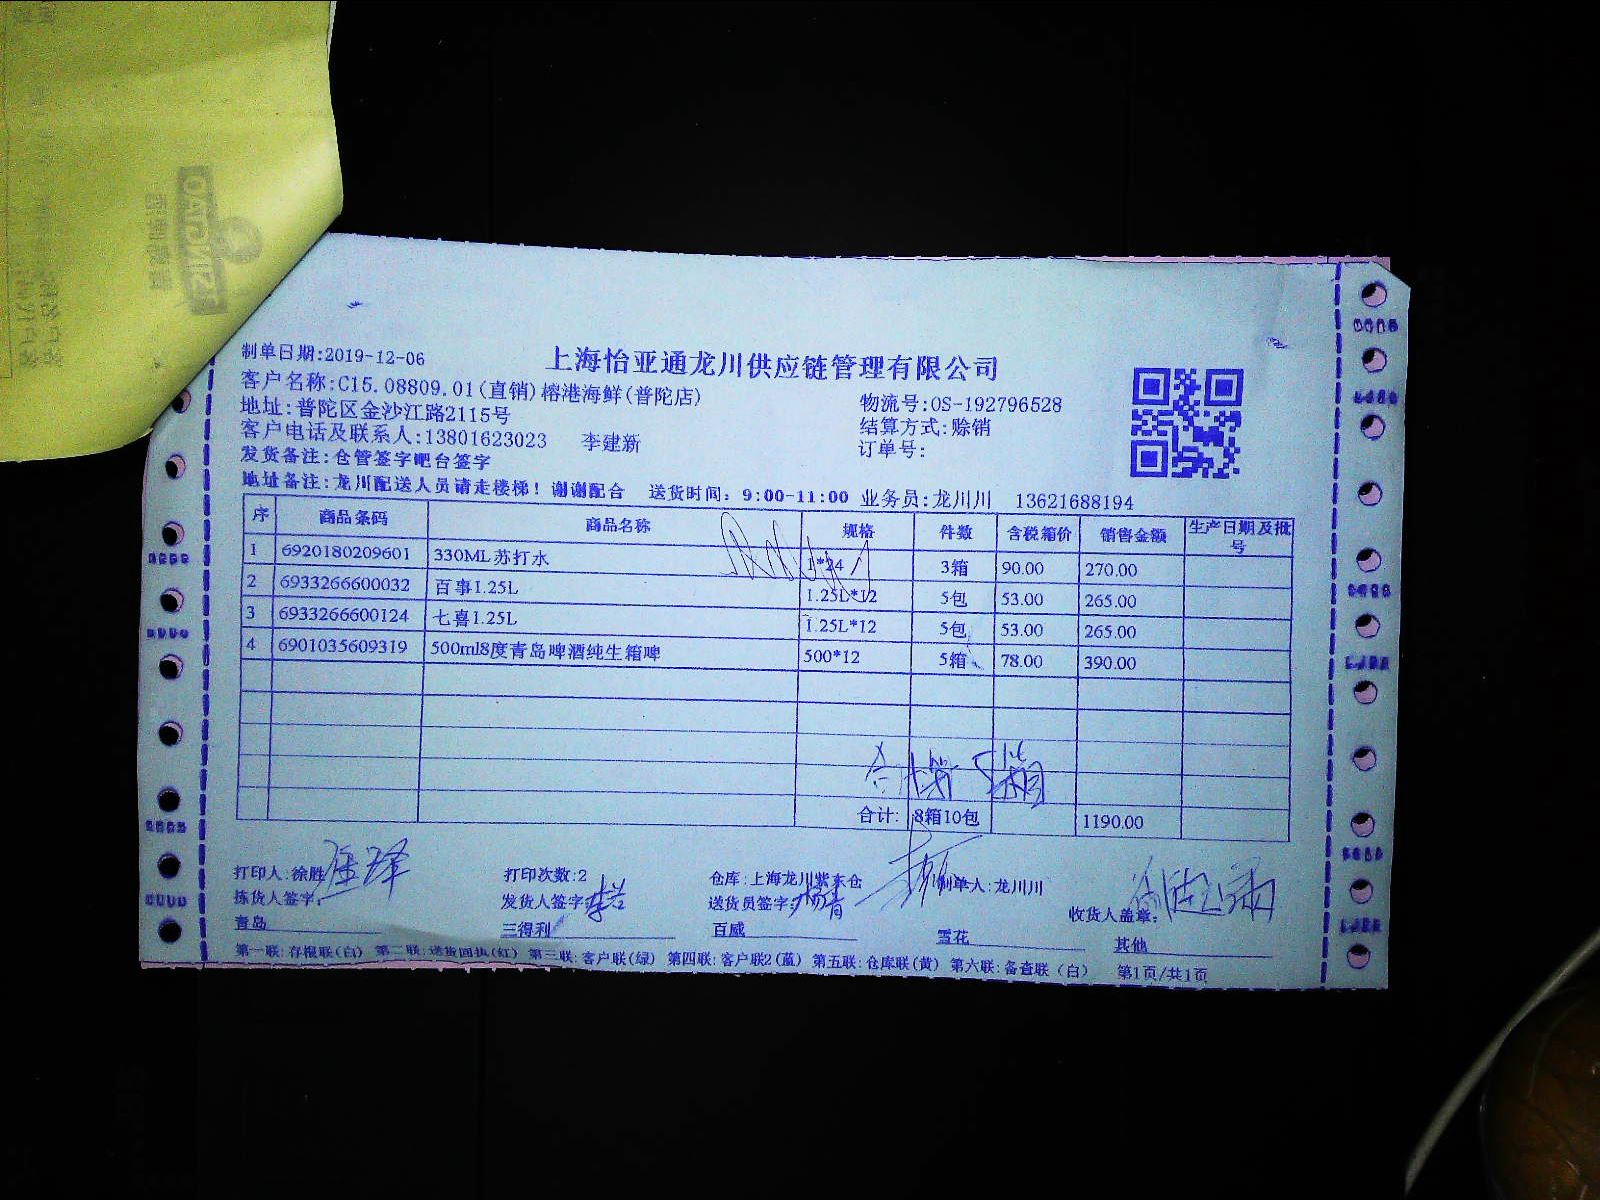 制单日期:2019-12-06
上海怡亚通龙川供应链管理有限公司
客户名称:C15.08809.01(直销)榕港海鲜(普陀店)
物流号:OS-192796528
地址:普陀区金沙江路2115号
结算方式:赊销
客户电话及联系人:13801623023 李建新
订单号:
发货备注:仓管签字吧台签字
地址备注:龙川配送人员请走楼梯！谢谢配合 送货时间：9:00-11:00 业务员:龙川川 13621688194
序 商品条码 商品名称 规格 件数 含税箱价 销售金额 生产日期及批号
1 6920180209601 330ML苏打水 1*24 3箱 90.00 270.00
2 6933266600032 百事1.25L 1.25L*12 5包 53.00 265.00
3 6933266600124 七喜1.25L 1.25L*12 5包 53.00 265.00
4 6901035609319 500ml8度青岛啤酒纯生箱啤 500*12 5箱 78.00 390.00
合计: 8箱10包 1190.00
打印人:徐胜 打印次数:2 仓库:上海龙川紫东仓 制单人:龙川川
拣货人签字: 发货人签字: 送货员签字: 收货人盖章:
青岛 三得利 百威 雪花 其他
第一联:存根联(白) 第二联:送货回执(红) 第三联:客户联(绿) 第四联:客户联2(蓝) 第五联:仓库联(黄) 第六联:备查联(白) 第1页/共1页